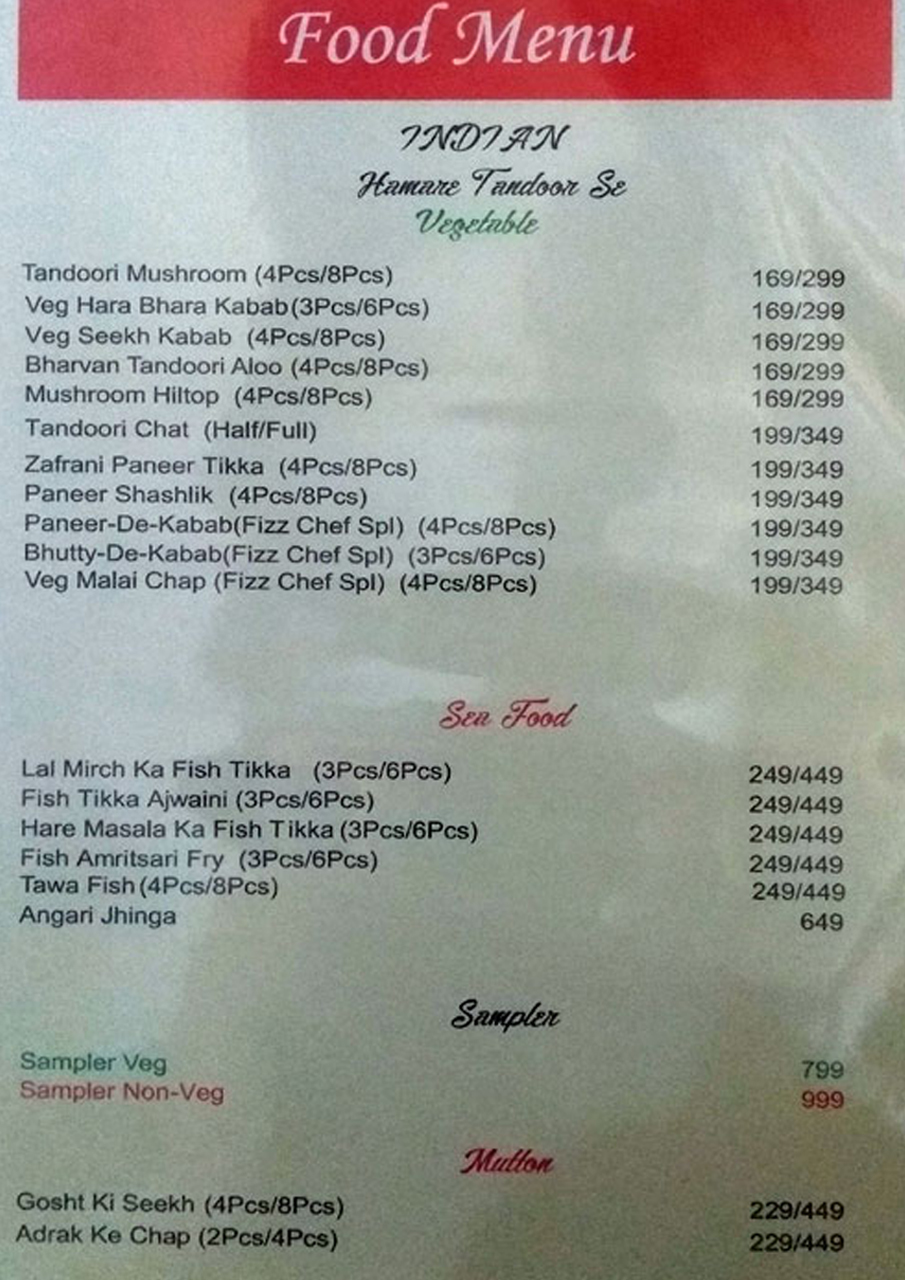 Food Menu
INDIAN
Hamare Tandoor Se
Vegetable
Tandoori Mushroom (4Pcs/8Pcs) 169/299
Veg Hara Bhara Kabab(3Pcs/6Pcs) 169/299
Veg Seekh Kabab (4Pcs/8Pcs) 169/299
Bharvan Tandoori Aloo (4Pcs/8Pcs) 169/299
Mushroom Hiltop (4Pcs/8Pcs) 169/299
Tandoori Chat (Half/Full) 199/349
Zafrani Paneer Tikka (4Pcs/8Pcs) 199/349
Paneer Shashlik (4Pcs/8Pcs) 199/349
Paneer-De-Kabab(Fizz Chef Spl) (4Pcs/8Pcs) 199/349
Bhutty-De-Kabab(Fizz Chef Spl) (3Pcs/6Pcs) 199/349
Veg Malai Chap (Fizz Chef Spl) (4Pcs/8Pcs) 199/349
Sea Food
Lal Mirch Ka Fish Tikka (3Pcs/6Pcs) 249/449
Fish Tikka Ajwaini (3Pcs/6Pcs) 249/449
Hare Masala Ka Fish Tikka (3Pcs/6Pcs) 249/449
Fish Amritsari Fry (3Pcs/6Pcs) 249/449
Tawa Fish (4Pcs/8Pcs) 249/449
Angari Jhinga 649
Sampler
Sampler Veg 799
Sampler Non-Veg 999
Mutton
Gosht Ki Seekh (4Pcs/8Pcs) 229/449
Adrak Ke Chap (2Pcs/4Pcs) 229/449